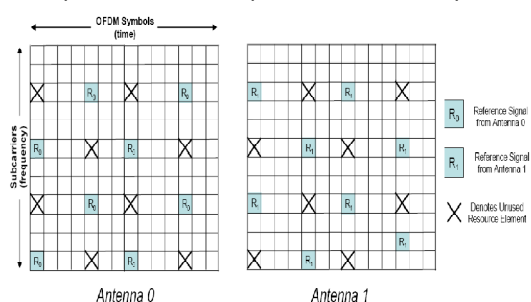 OFDM Symbols
(time)
Subcarriers
(frequency)
R₀ R₀
R₀ R₀
R₀ R₀
R₀ R₀
Antenna 0
R₁ R₁
R₁ R₁
R₁ R₁
R₁
R₁
Antenna 1
R₀
Reference Signal
from Antenna 0
R₁
Reference Signal
from Antenna 1
Denotes Unused
Resource Element